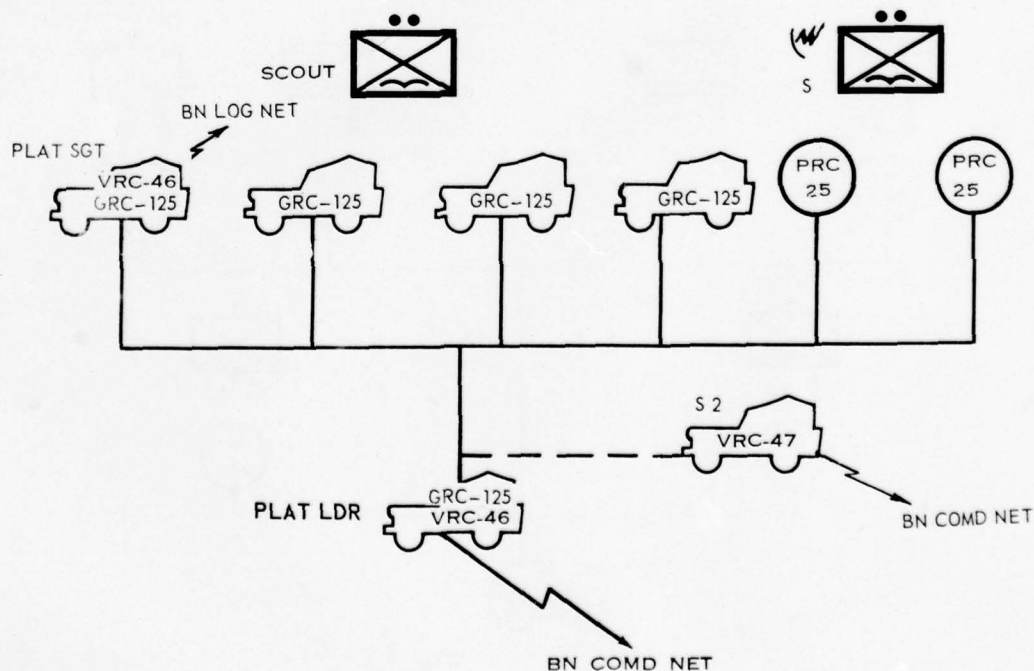 SCOUT
S
BN LOG NET
PLAT SGT
VRC-46
GRC-125
GRC-125
GRC-125
GRC-125
PRC
25
PRC
25
S 2
VRC-47
BN COMD NET
GRC-125
VRC-46
PLAT LDR
BN COMD NET